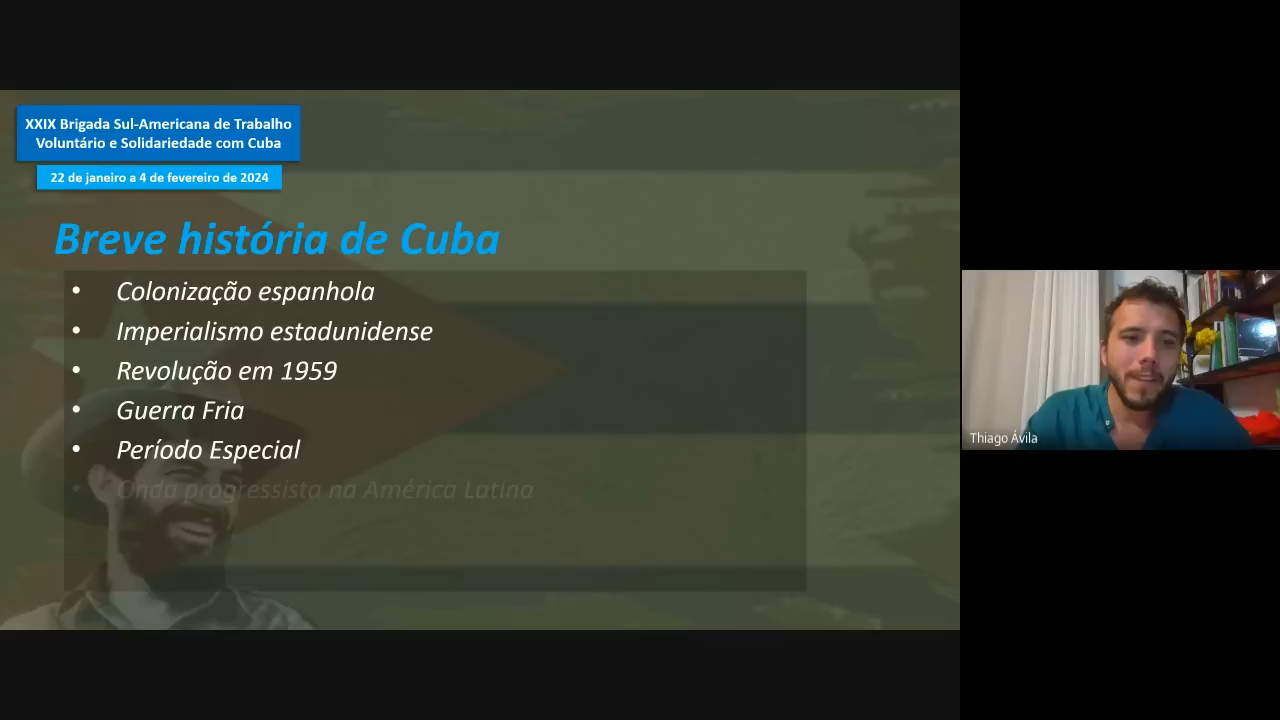 XXIX Brigada Sul-Americana de Trabalho
Voluntário e Solidariedade com Cuba
22 de janeiro a 4 de fevereiro de 2024
Breve história de Cuba
• Colonização espanhola
• Imperialismo estadunidense
• Revolução em 1959
• Guerra Fria
• Período Especial
• Onda progressista na América Latina
Thiago Ávila